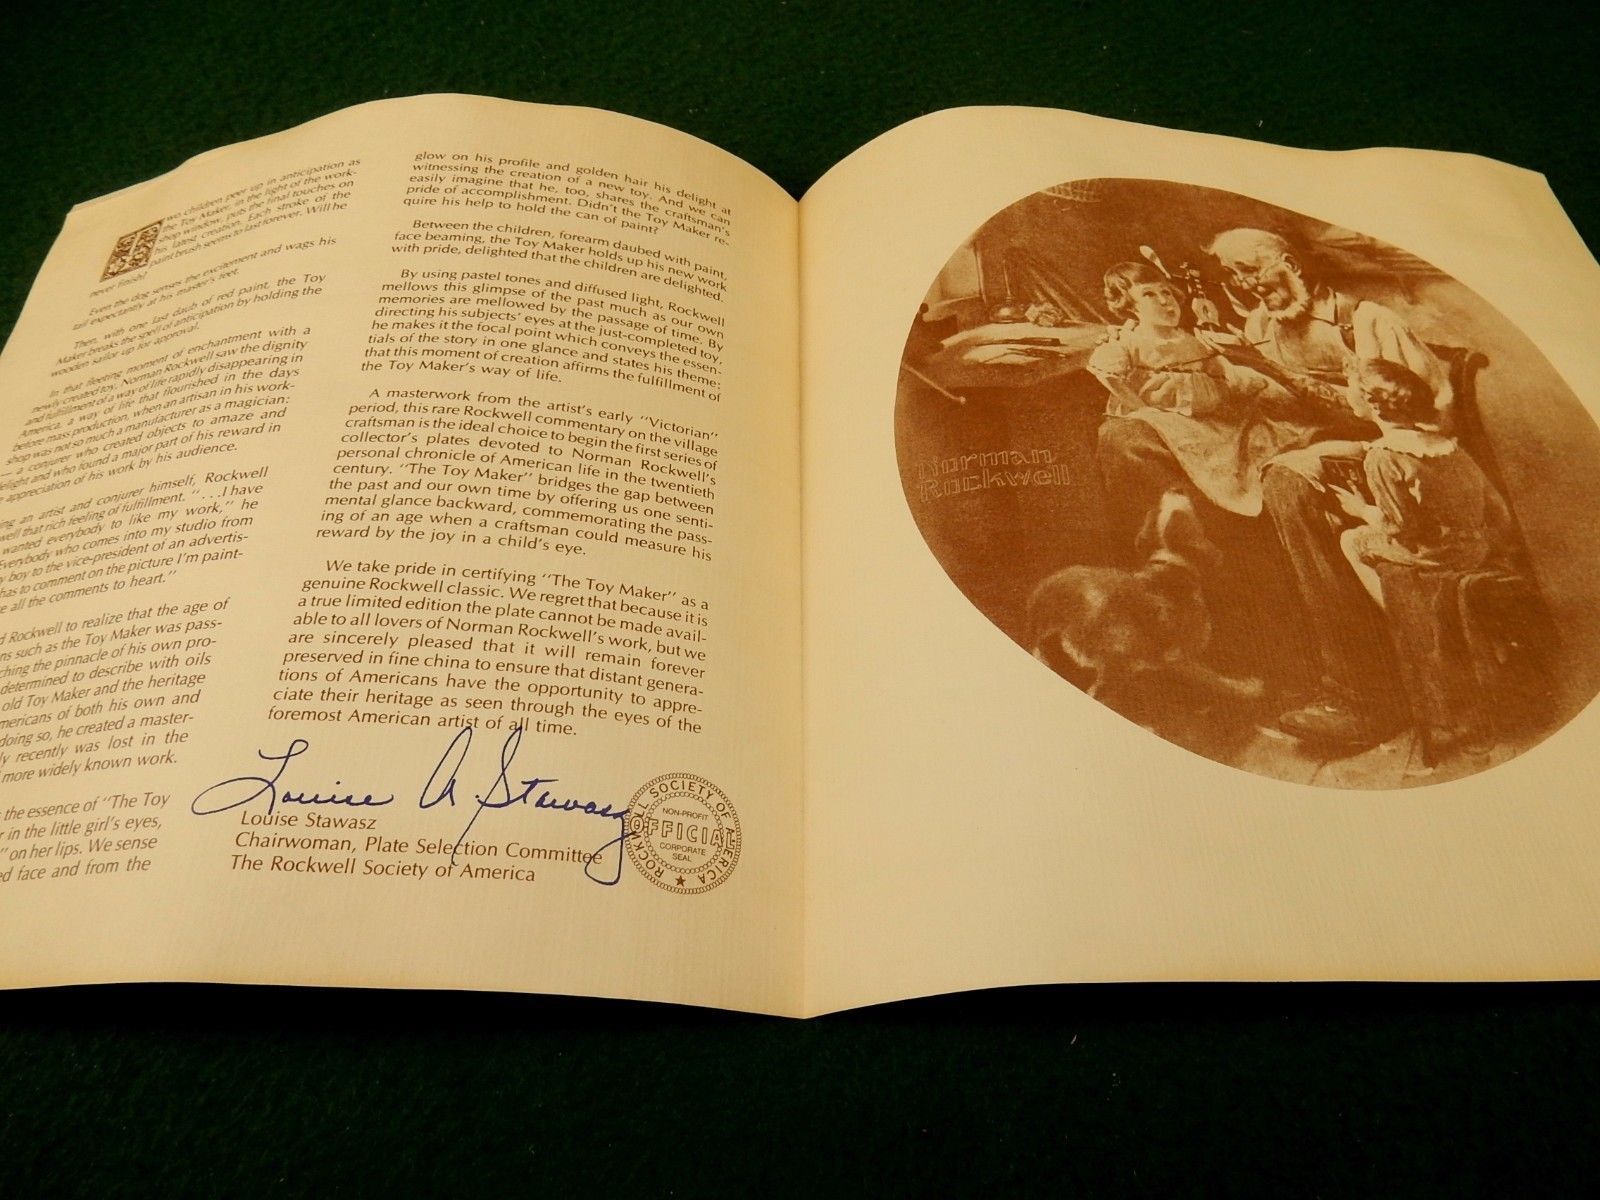 Two children peer up in anticipation as
the Toy Maker, in the light of the work-
shop window, puts the final touches on
his latest creation. Each stroke of the
paint brush seems to last forever. Will he
never finish?
Even the dog senses the excitement and wags his
tail expectantly at his master's feet.
Then, with one last daub of red paint, the Toy
Maker breaks the spell of anticipation by holding the
wooden sailor up for approval.
In that fleeting moment of enchantment with a
newly created toy, Norman Rockwell saw the dignity
and fulfillment of a way of life rapidly disappearing in
America, a way of life that flourished in the days
before mass production, when an artisan in his work-
shop was not so much a manufacturer as a magician:
— a conjurer who created objects to amaze and
delight and who found a major part of his reward in
appreciation of his work by his audience.
an artist and conjurer himself, Rockwell
well that rich feeling of fulfillment. ". . .I have
wanted everybody to like my work," he
Everybody who comes into my studio from
boy to the vice-president of an advertis-
has to comment on the picture I'm paint-
all the comments to heart."
Rockwell to realize that the age of
such as the Toy Maker was pass-
the pinnacle of his own pro-
determined to describe with oils
old Toy Maker and the heritage
of both his own and
doing so, he created a master-
recently was lost in the
more widely known work.
the essence of "The Toy
in the little girl's eyes,
" on her lips. We sense
face and from the
glow on his profile and golden hair his delight at
witnessing the creation of a new toy. And we can
easily imagine that he, too, shares the craftsman's
pride of accomplishment. Didn't the Toy Maker re-
quire his help to hold the can of paint?
Between the children, forearm daubed with paint,
face beaming, the Toy Maker holds up his new work
with pride, delighted that the children are delighted.
By using pastel tones and diffused light, Rockwell
mellows this glimpse of the past much as our own
memories are mellowed by the passage of time. By
directing his subjects' eyes at the just-completed toy,
he makes it the focal point which conveys the essen-
tials of the story in one glance and states his theme:
that this moment of creation affirms the fulfillment of
the Toy Maker's way of life.
A masterwork from the artist's early "Victorian"
period, this rare Rockwell commentary on the village
craftsman is the ideal choice to begin the first series of
collector's plates devoted to Norman Rockwell's
personal chronicle of American life in the twentieth
century. "The Toy Maker" bridges the gap between
the past and our own time by offering us one senti-
mental glance backward, commemorating the pass-
ing of an age when a craftsman could measure his
reward by the joy in a child's eye.
We take pride in certifying "The Toy Maker" as a
genuine Rockwell classic. We regret that because it is
a true limited edition the plate cannot be made avail-
able to all lovers of Norman Rockwell's work, but we
are sincerely pleased that it will remain forever
preserved in fine china to ensure that distant genera-
tions of Americans have the opportunity to appre-
ciate their heritage as seen through the eyes of the
foremost American artist of all time.
Louise A. Stawasz
Louise Stawasz
Chairwoman, Plate Selection Committee
The Rockwell Society of America
ROCKWELL SOCIETY OF AMERICA
NON-PROFIT
OFFICIAL
CORPORATE
SEAL
Norman
Rockwell